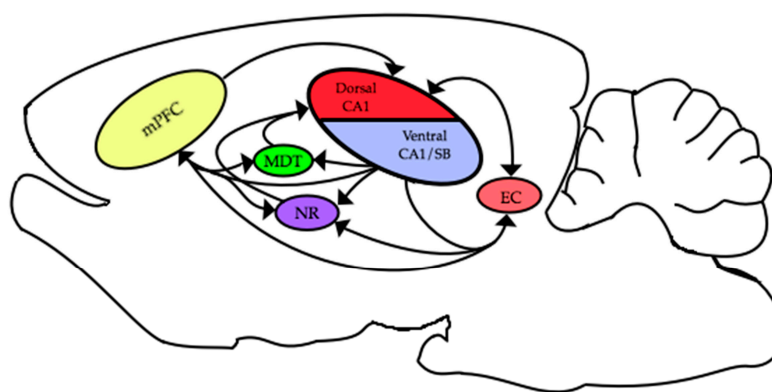 mPFC
Dorsal
CA1
Ventral
CA1/SB
MDT
NR
EC